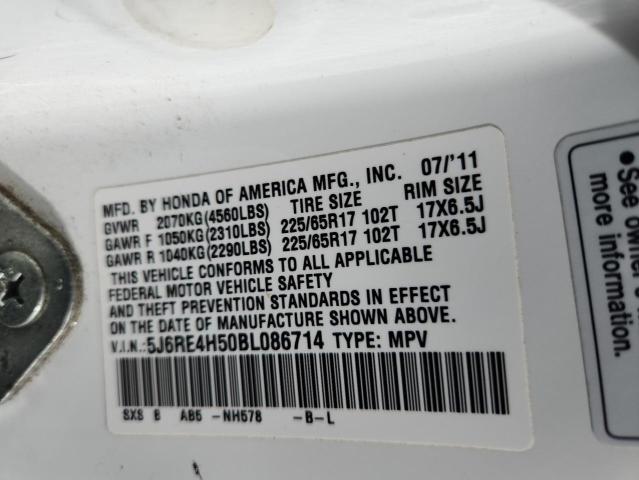 MFD. BY HONDA OF AMERICA MFG., INC. 07/'11
GVWR 2070KG(4560LBS) TIRE SIZE RIM SIZE
GAWR F 1050KG(2310LBS) 225/65R17 102T 17X6.5J
GAWR R 1040KG(2290LBS) 225/65R17 102T 17X6.5J
THIS VEHICLE CONFORMS TO ALL APPLICABLE
FEDERAL MOTOR VEHICLE SAFETY
AND THEFT PREVENTION STANDARDS IN EFFECT
ON THE DATE OF MANUFACTURE SHOWN ABOVE.
V.I.N.:5J6RE4H50BL086714 TYPE: MPV
SXS B AB5 -NH578 -B-L
See owner's
more